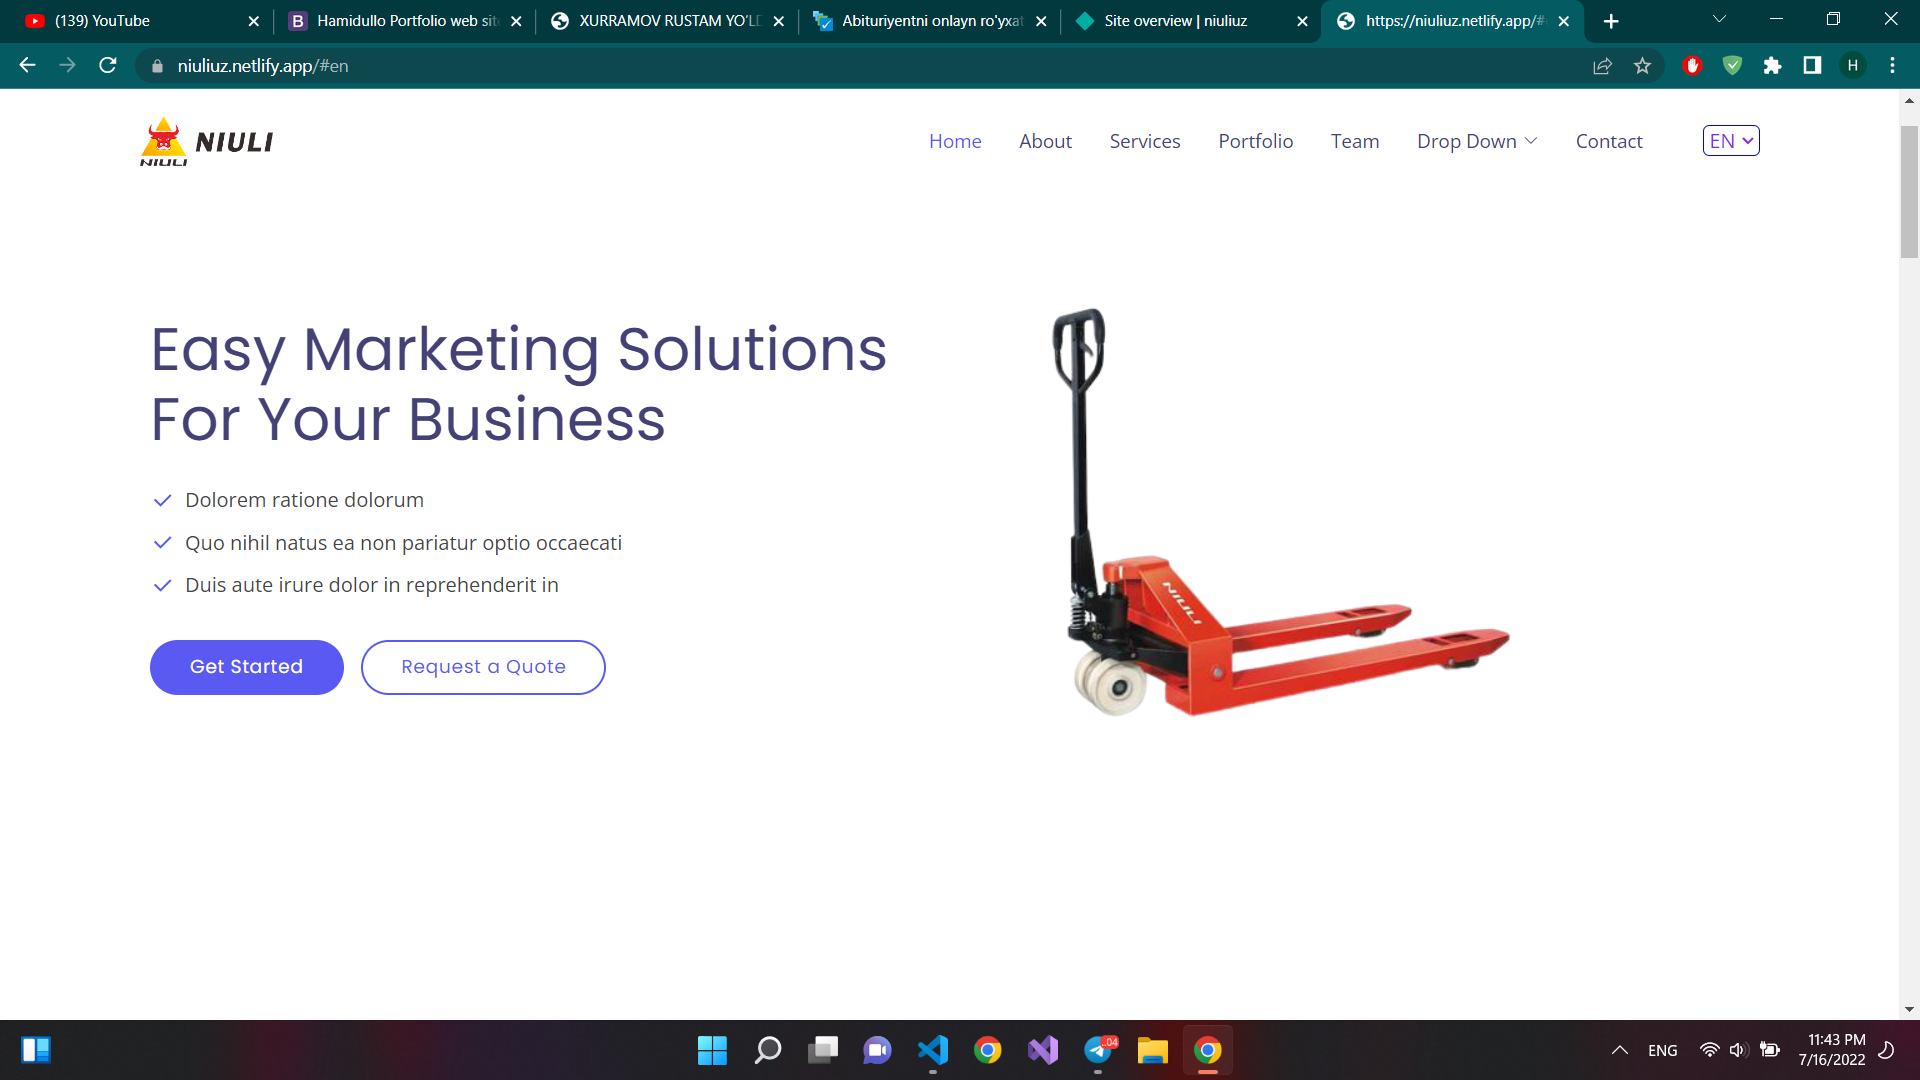 (139) YouTube
Hamidullo Portfolio web sit
XURRAMOV RUSTAM YO'LD
Abituriyentni onlayn ro'yxat
Site overview | niuliuz
https://niuliuz.netlify.app/#
niuliuz.netlify.app/#en
H
NIULI
NIULI
Home
About
Services
Portfolio
Team
Drop Down
Contact
EN
Easy Marketing Solutions
For Your Business
Dolorem ratione dolorum
Quo nihil natus ea non pariatur optio occaecati
Duis aute irure dolor in reprehenderit in
Get Started
Request a Quote
NIULI
..04
ENG
11:43 PM
7/16/2022